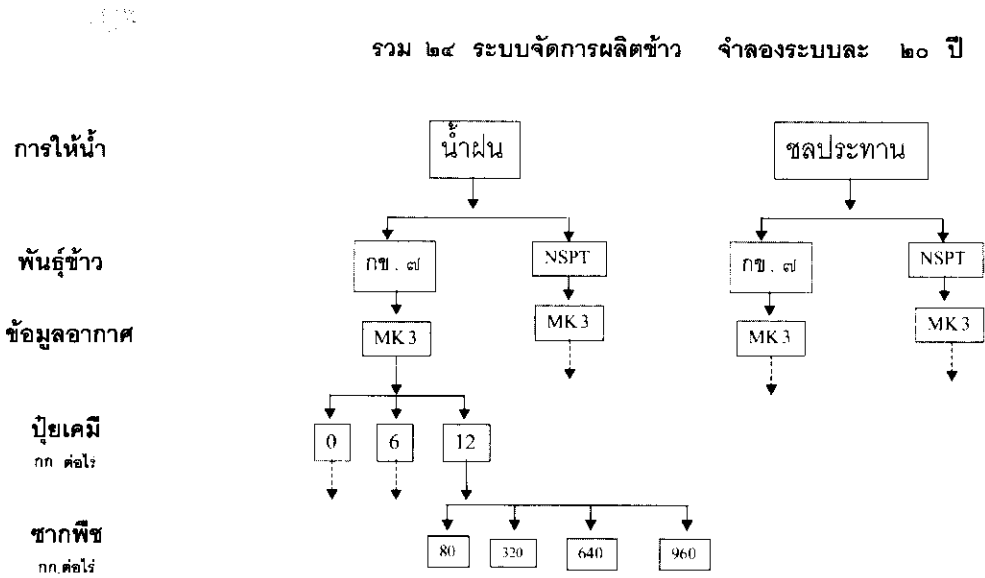 รวม ๒๔ ระบบจัดการผลิตข้าว จำลองระบบละ ๒๐ ปี
การให้น้ำ น้ำฝน ชลประทาน
พันธุ์ข้าว กข. ๗ NSPT กข. ๗ NSPT
ข้อมูลอากาศ MK3 MK3 MK3 MK3
ปุ๋ยเคมี 0 6 12
กก ต่อไร่
ซากพืช 80 320 640 960
กก.ต่อไร่